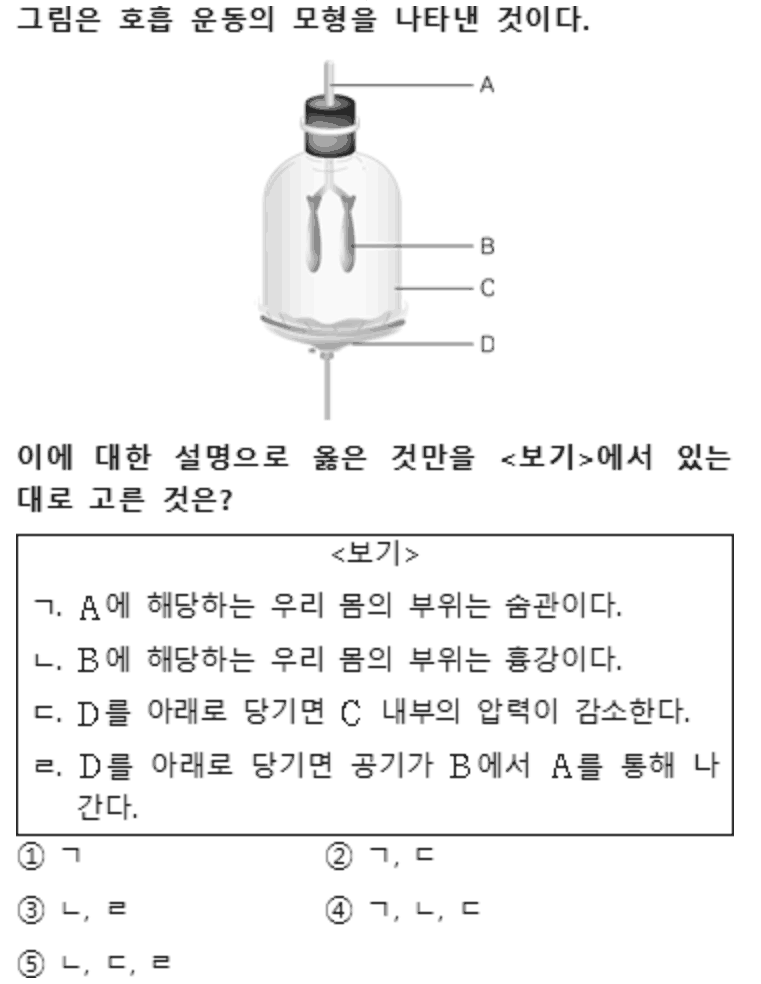 그림은 호흡 운동의 모형을 나타낸 것이다.
A
B
C
D
이에 대한 설명으로 옳은 것만을 <보기>에서 있는
대로 고른 것은?
<보기>
ㄱ. A에 해당하는 우리 몸의 부위는 숨관이다.
ㄴ. B에 해당하는 우리 몸의 부위는 흉강이다.
ㄷ. D를 아래로 당기면 C 내부의 압력이 감소한다.
ㄹ. D를 아래로 당기면 공기가 B에서 A를 통해 나
간다.
① ㄱ ② ㄱ, ㄷ
③ ㄴ, ㄹ ④ ㄱ, ㄴ, ㄷ
⑤ ㄴ, ㄷ, ㄹ